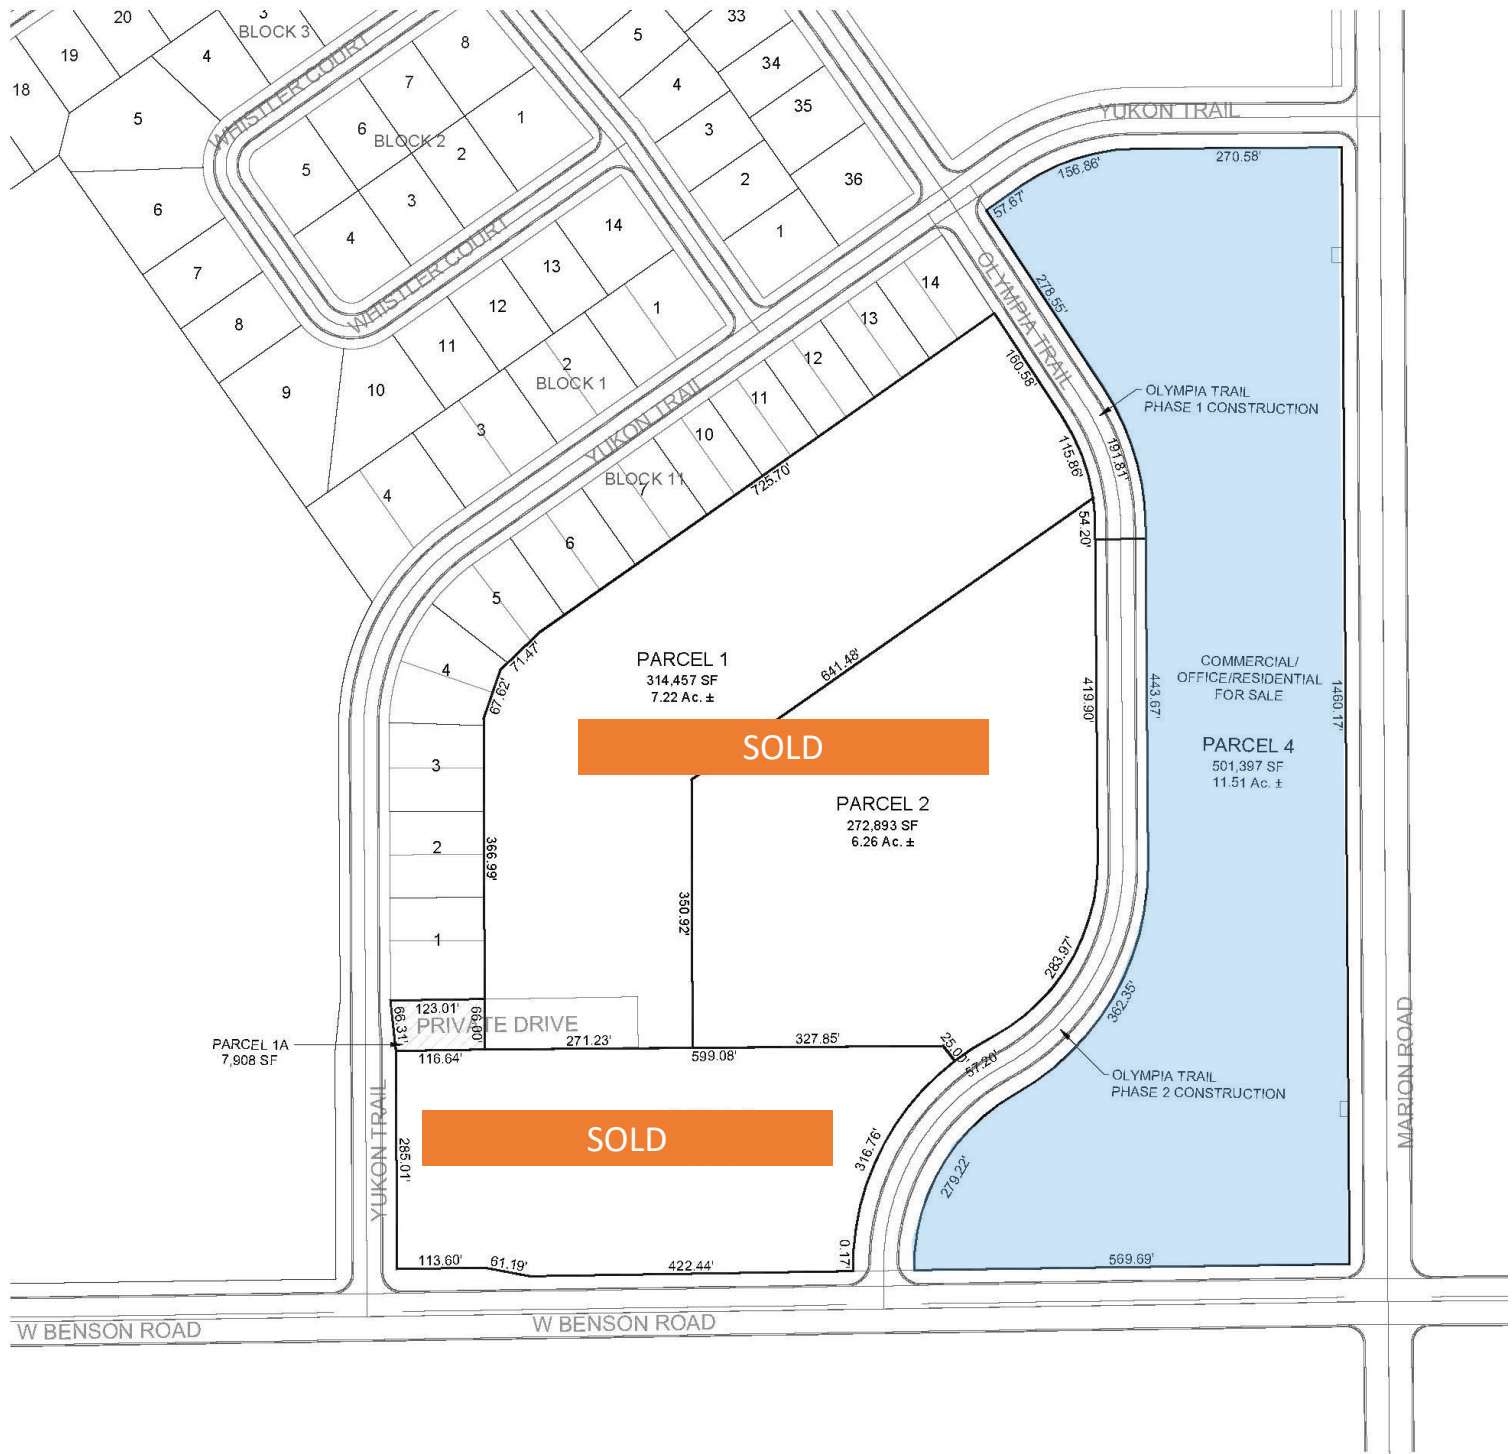 20
3
BLOCK 3
19
4
18
5
WHISTLER COURT
8
7
6
BLOCK 2
1
2
5
3
4
WHISTLER COURT
5
33
34
4
35
3
2
36
1
YUKON TRAIL
156.86'
270.58'
57.67'
6
7
8
9
10
11
12
13
14
1
2
BLOCK 1
3
4
YUKON TRAIL
14
13
12
11
10
BLOCK 11
7
6
5
4
3
2
1
OLYMPIA TRAIL
278.55'
160.58'
115.86'
191.81'
OLYMPIA TRAIL
PHASE 1 CONSTRUCTION
725.70'
54.20'
71.47'
67.62'
PARCEL 1
314,457 SF
7.22 Ac. ±
641.48'
419.90'
443.67'
COMMERCIAL/
OFFICE/RESIDENTIAL
FOR SALE
PARCEL 4
501,397 SF
11.51 Ac. ±
1460.17'
SOLD
PARCEL 2
272,893 SF
6.26 Ac. ±
366.99'
350.92'
283.97'
362.35'
123.01'
66.31'
66.00'
PRIVATE DRIVE
PARCEL 1A
7,908 SF
116.64'
271.23'
599.08'
327.85'
25.00'
57.20'
OLYMPIA TRAIL
PHASE 2 CONSTRUCTION
MARION ROAD
SOLD
YUKON TRAIL
285.01'
316.76'
279.22'
113.60'
61.19'
422.44'
0.17'
569.69'
W BENSON ROAD
W BENSON ROAD